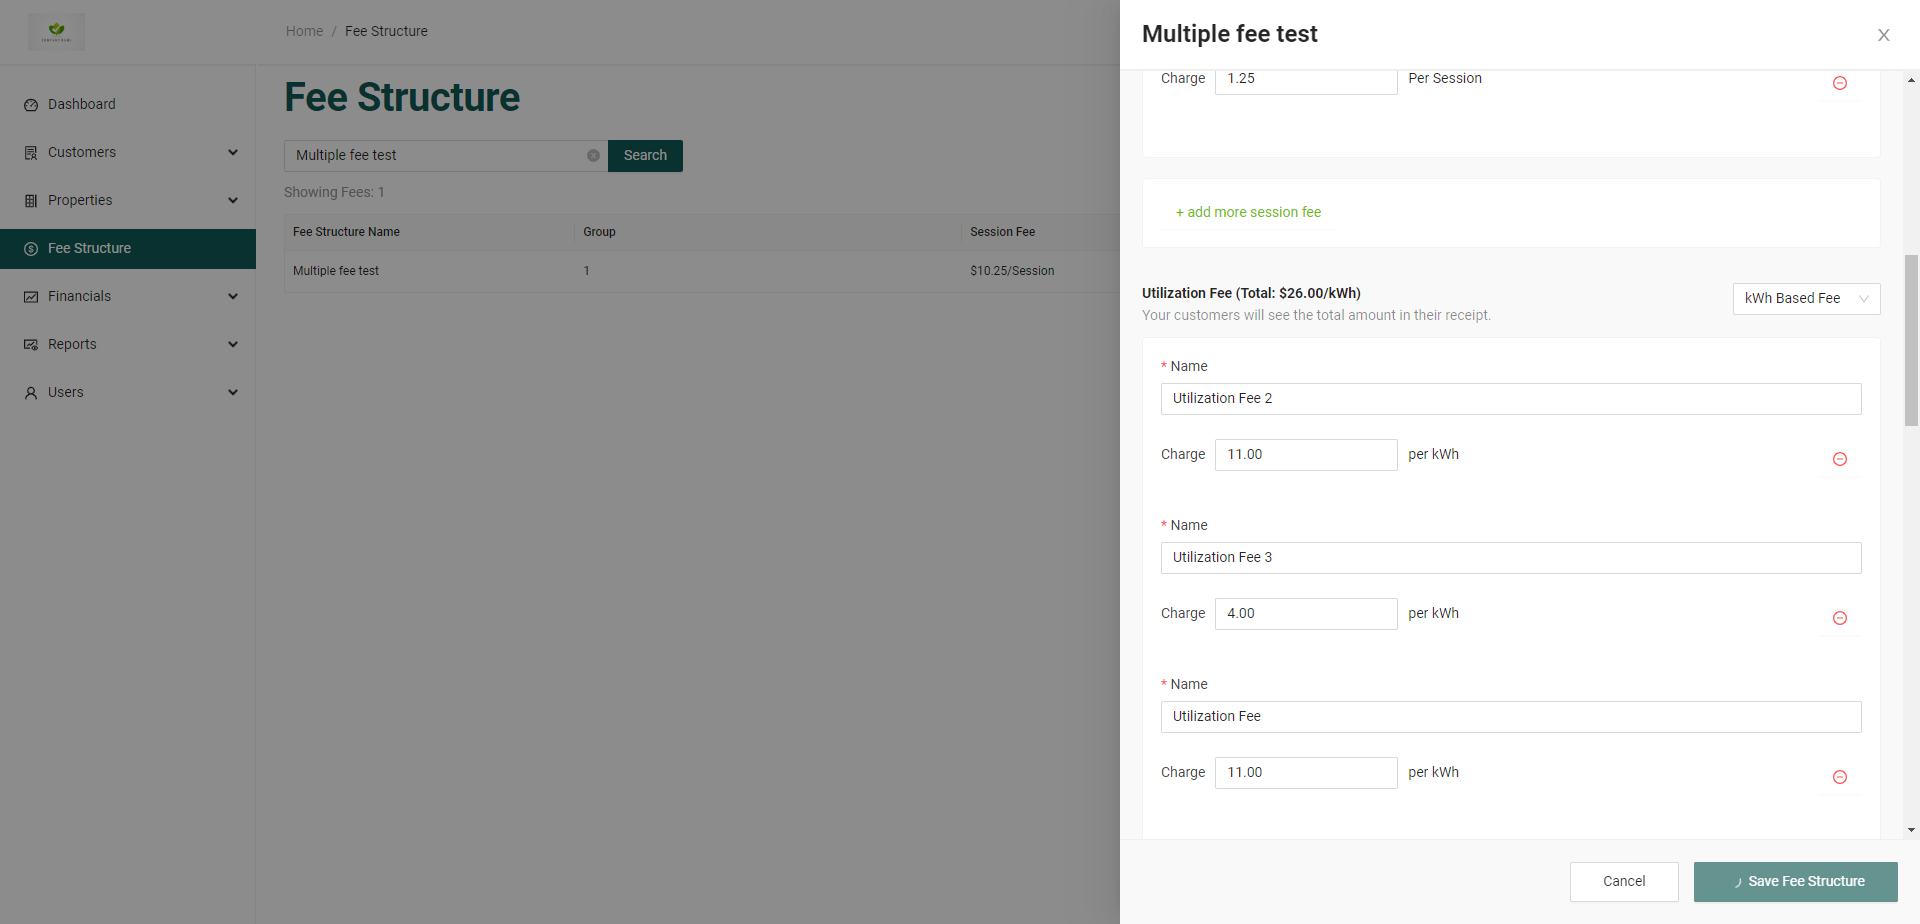 Home / Fee Structure
Dashboard
Customers
Properties
Fee Structure
Financials
Reports
Users
Fee Structure
Multiple fee test
Search
Showing Fees: 1
Fee Structure Name Group Session Fee
Multiple fee test 1 $10.25/Session
Multiple fee test
Charge 1.25 Per Session
+ add more session fee
Utilization Fee (Total: $26.00/kWh)
kWh Based Fee
Your customers will see the total amount in their receipt.
* Name
Utilization Fee 2
Charge 11.00 per kWh
* Name
Utilization Fee 3
Charge 4.00 per kWh
* Name
Utilization Fee
Charge 11.00 per kWh
Cancel Save Fee Structure